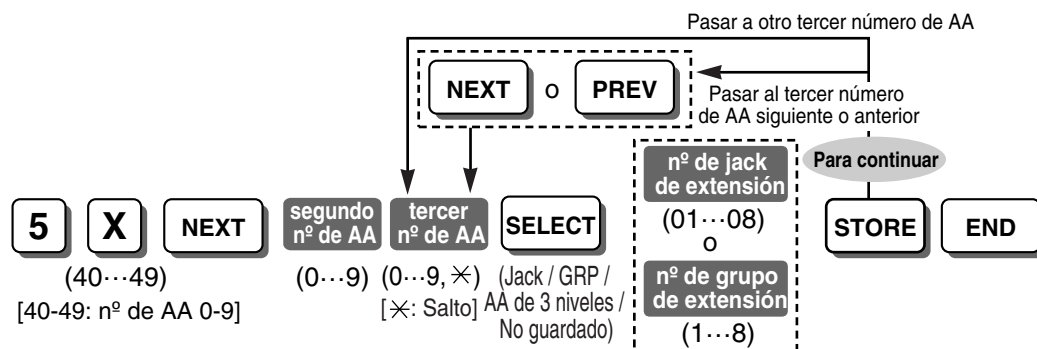 Pasar a otro tercer número de AA
NEXT o PREV
Pasar al tercer número
de AA siguiente o anterior
Para continuar
nº de jack
de extensión
(01···08)
o
nº de grupo
de extensión
(1···8)
5 X NEXT
segundo
nº de AA
tercer
nº de AA
SELECT
STORE END
(40···49)
[40-49: nº de AA 0-9]
(0···9)
(0···9, ✳)
[✳: Salto]
(Jack / GRP /
AA de 3 niveles /
No guardado)